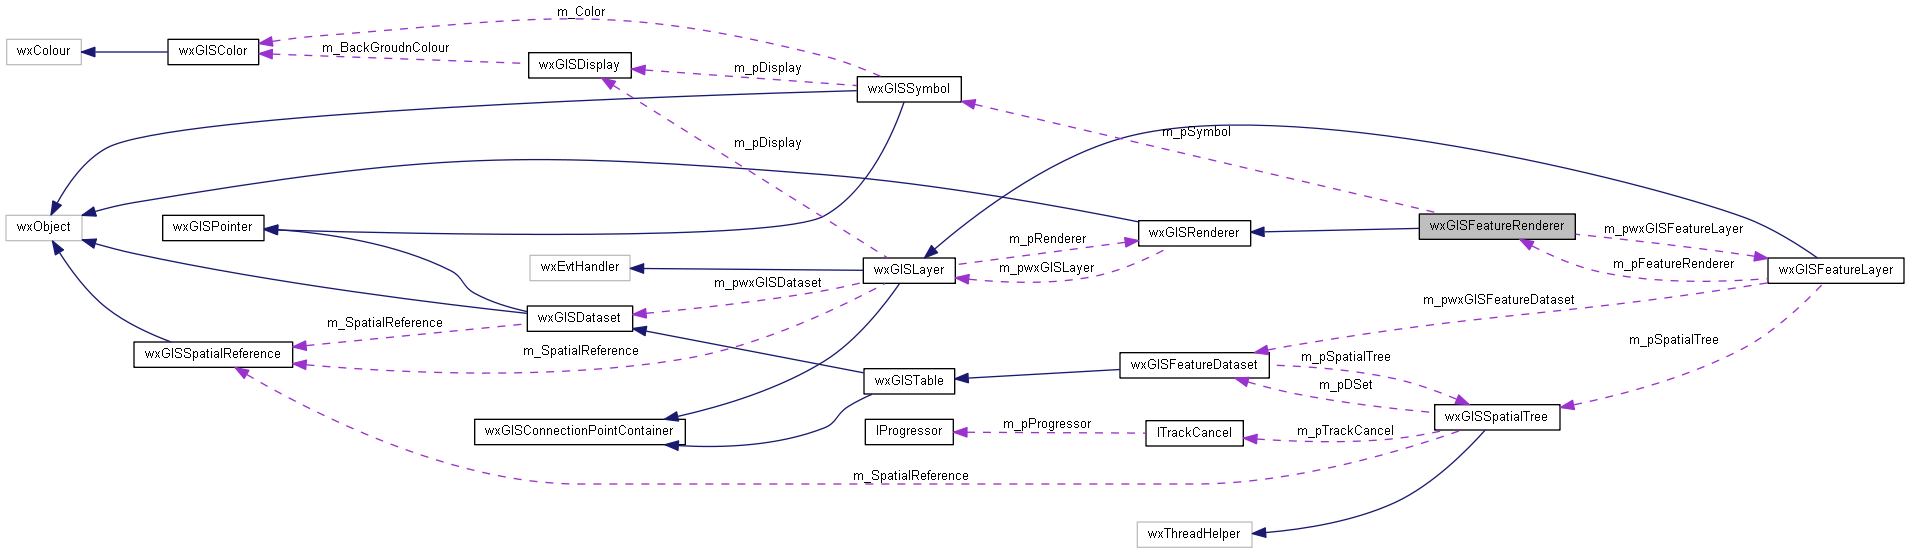 m_Color
wxColour
wxGISColor
m_BackGroudnColour
wxGISDisplay
m_pDisplay
wxGISSymbol
m_pDisplay
m_pSymbol
wxObject
wxGISPointer
wxGISRenderer
wxGISFeatureRenderer
m_pwxGISFeatureLayer
m_pRenderer
wxEvtHandler
wxGISLayer
m_pwxGISLayer
m_pFeatureRenderer
wxGISFeatureLayer
m_pwxGISDataset
m_pwxGISFeatureDataset
wxGISDataset
m_SpatialReference
m_pSpatialTree
wxGISSpatialReference
m_SpatialReference
wxGISFeatureDataset
m_pSpatialTree
wxGISTable
m_pDSet
wxGISSpatialTree
wxGISConnectionPointContainer
IProgressor
m_pProgressor
ITrackCancel
m_pTrackCancel
m_SpatialReference
wxThreadHelper